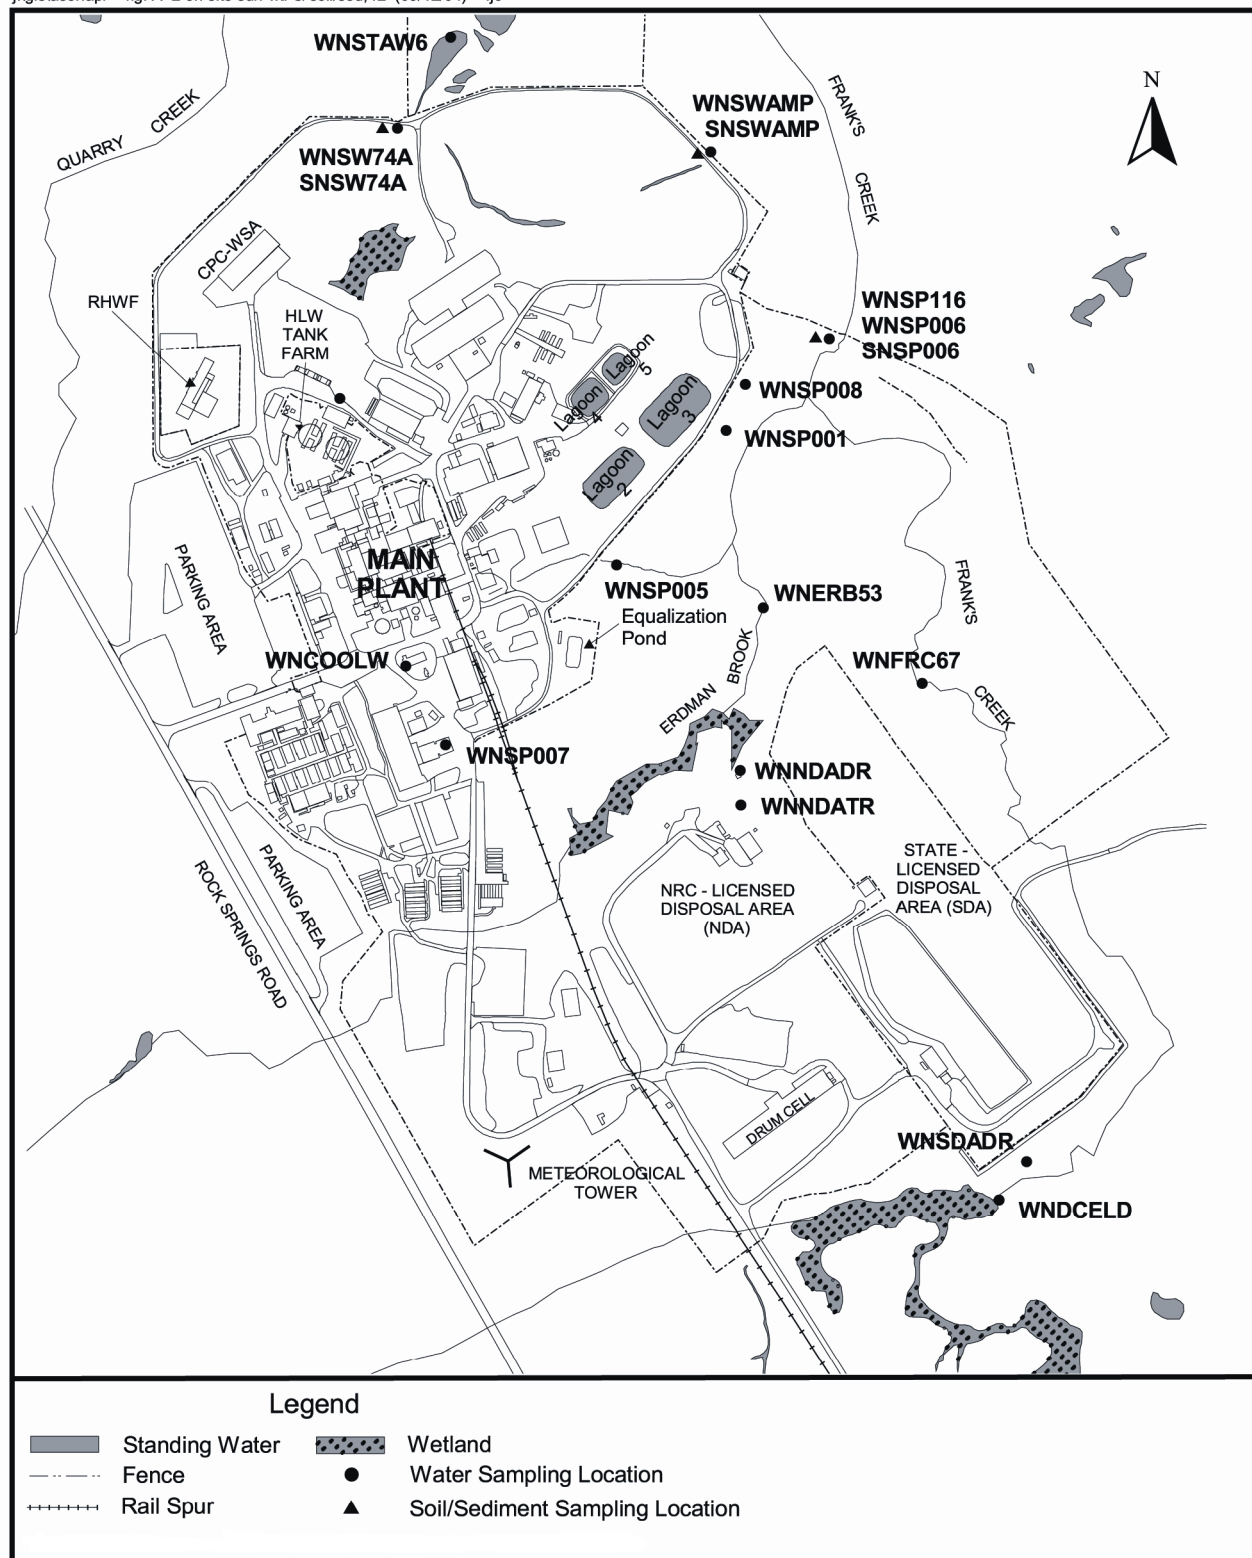 WNSTAW6
N
FRANK'S
CREEK
QUARRY CREEK
WNSWAMP
SNSWAMP
WNSW74A
SNSW74A
CPC-WSA
RHWF
HLW
TANK
FARM
WNSP116
WNSP006
SNSP006
Lagoon
5
Lagoon
4
Lagoon
3
Lagoon
2
WNSP008
WNSP001
MAIN
PLANT
PARKING AREA
WNSP005
Equalization
Pond
WNERB53
FRANK'S
CREEK
WNFRC67
WNCOOLW
ERDMAN
BROOK
WNSP007
WNNDADR
WNNDATR
PARKING AREA
ROCK SPRINGS ROAD
NRC - LICENSED
DISPOSAL AREA
(NDA)
STATE -
LICENSED
DISPOSAL
AREA (SDA)
DRUM CELL
WNSDADR
METEOROLOGICAL
TOWER
WNDCELD
Legend
Standing Water
Wetland
Fence
Water Sampling Location
Rail Spur
Soil/Sediment Sampling Location